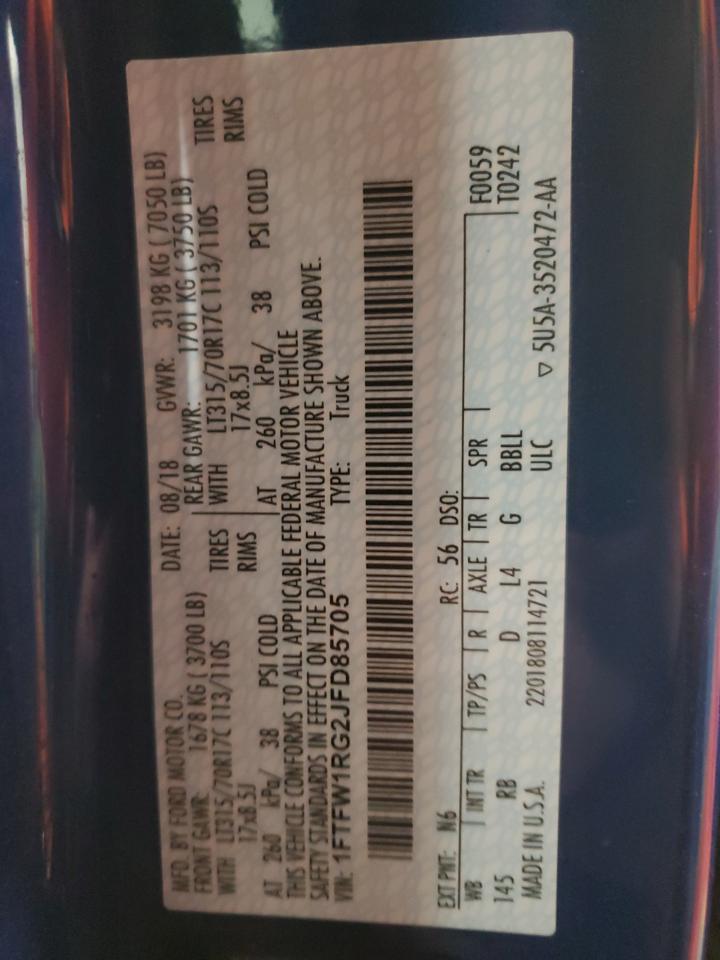 MFD. BY FORD MOTOR CO.
DATE: 08/18 GVWR: 3198 KG ( 7050 LB)
FRONT GAWR: 1678 KG ( 3700 LB)
REAR GAWR: 1701 KG ( 3750 LB)
WITH LT315/70R17C 113/110S TIRES
WITH LT315/70R17C 113/110S TIRES
17x8.5J RIMS
17x8.5J RIMS
AT 260 kPa/ 38 PSI COLD
AT 260 kPa/ 38 PSI COLD
THIS VEHICLE CONFORMS TO ALL APPLICABLE FEDERAL MOTOR VEHICLE
SAFETY STANDARDS IN EFFECT ON THE DATE OF MANUFACTURE SHOWN ABOVE.
VIN: 1FTFW1RG2JFD85705 TYPE: Truck
EXT PNT: N6 RC: 56 DSO:
WB INT TR TP/PS R AXLE TR SPR F0059
145 RB D L4 G BBLL T0242
ULC
MADE IN U.S.A. 2201808114721 ▽ 5U5A-3520472-AA